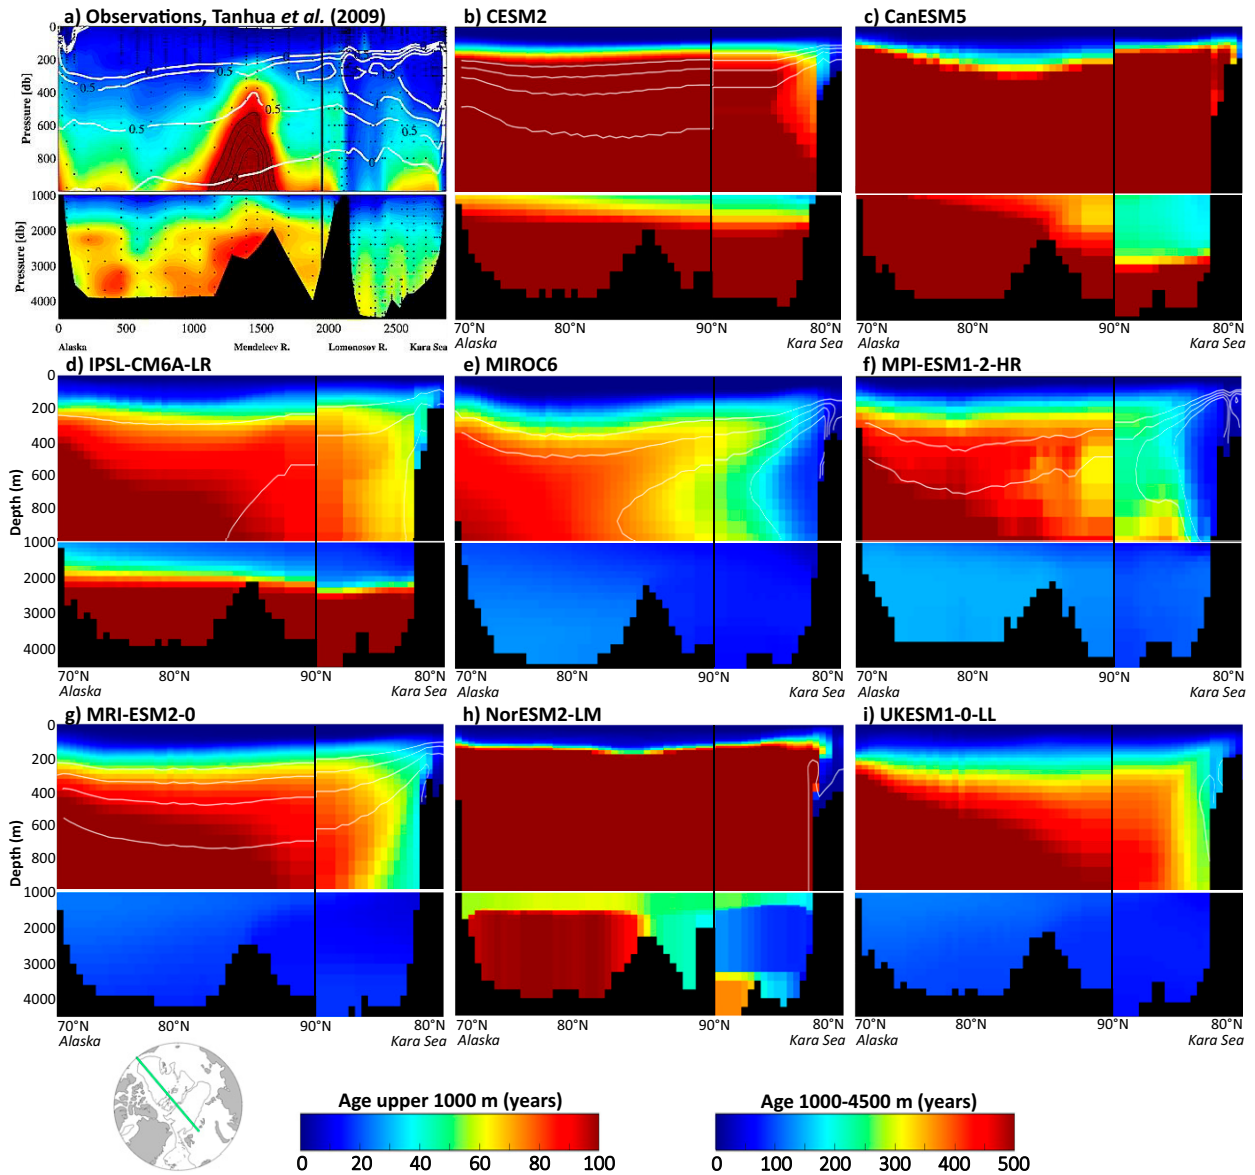 a) Observations, Tanhua et al. (2009)
b) CESM2
c) CanESM5
0
200
400
600
800
1000
2000
3000
4000
Pressure [db]
Pressure [db]
0.5
0.5
0.5
0.5
0.5
0 500 1000 1500 2000 2500
Alaska Mendeleev R. Lomonosov R. Kara Sea
70°N 90°N 80°N
Alaska Kara Sea
70°N 80°N 90°N 80°N
Alaska Kara Sea
d) IPSL-CM6A-LR
e) MIROC6
f) MPI-ESM1-2-HR
0
200
400
600
800
1000
2000
3000
4000
Depth (m)
70°N 80°N 90°N 80°N
Alaska Kara Sea
70°N 80°N 90°N 80°N
Alaska Kara Sea
70°N 80°N 90°N 80°N
Alaska Kara Sea
g) MRI-ESM2-0
h) NorESM2-LM
i) UKESM1-0-LL
0
200
400
600
800
1000
2000
3000
4000
Depth (m)
70°N 80°N 90°N 80°N
Alaska Kara Sea
70°N 80°N 90°N 80°N
Alaska Kara Sea
70°N 80°N 90°N 80°N
Alaska Kara Sea
Age upper 1000 m (years)
0 20 40 60 80 100
Age 1000-4500 m (years)
0 100 200 300 400 500